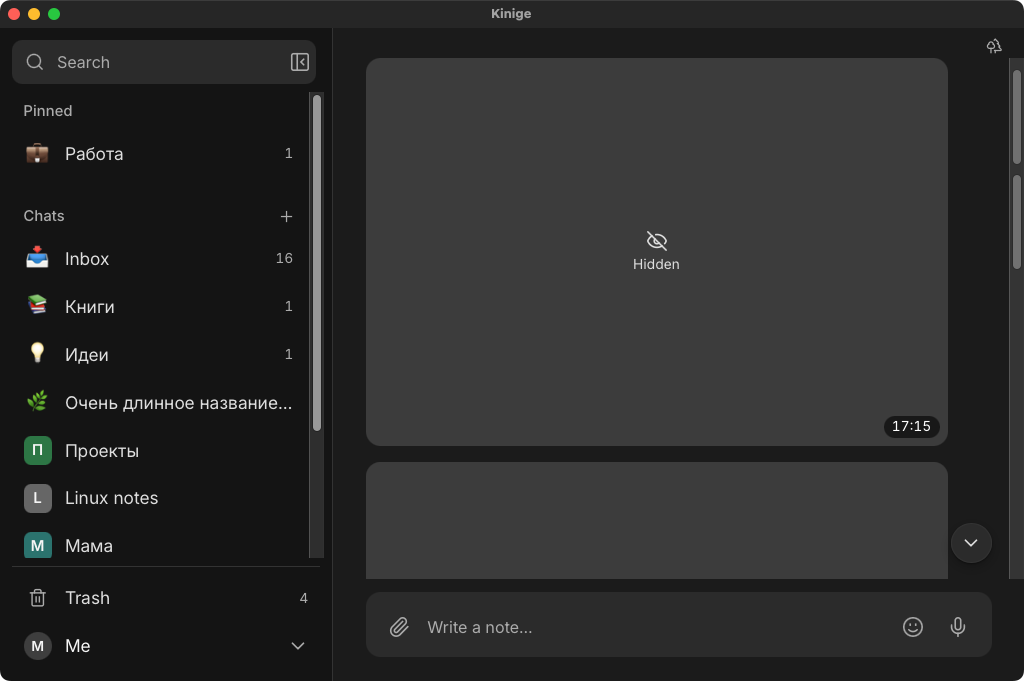 Kinige
Search
Pinned
Работа 1
Chats
Inbox 16
Книги 1
Идеи 1
Очень длинное название...
П Проекты
L Linux notes
М Мама
Trash 4
M Me
Hidden
17:15
Write a note...